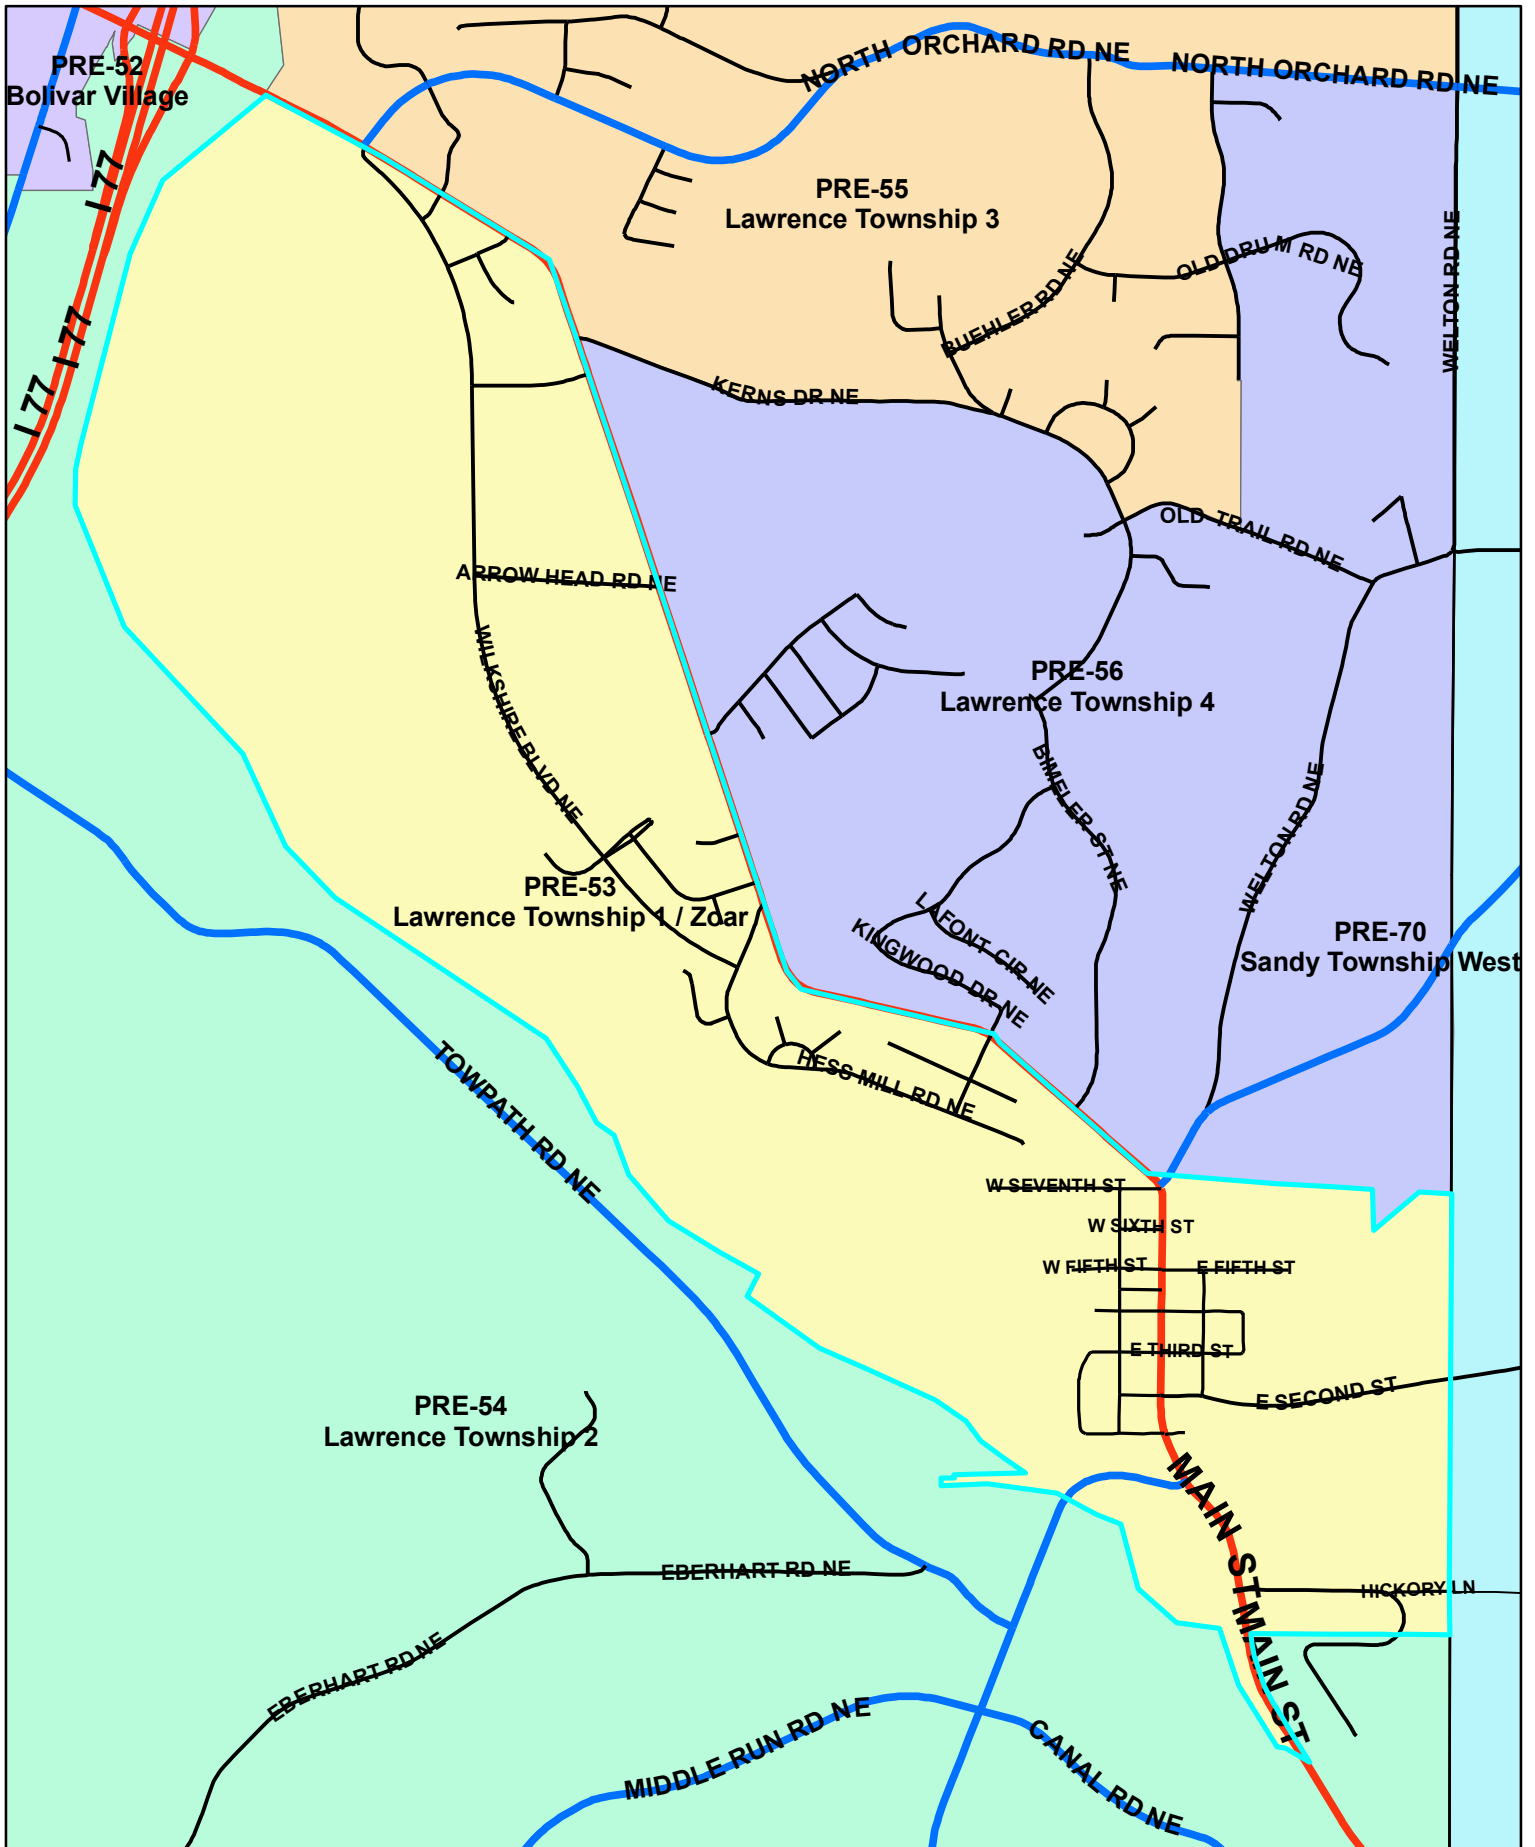 NORTH ORCHARD RD NE
NORTH ORCHARD RD NE
PRE-52
Bolivar Village
I 77
PRE-55
Lawrence Township 3
WELTON RD NE
OLD DRUM RD NE
BUEHLER RD NE
I 77
I 77
KERNS DR NE
OLD TRAIL RD NE
ARROW HEAD RD NE
WILKSHIRE BLVD NE
PRE-56
Lawrence Township 4
BIMELER ST NE
WELTON RD NE
PRE-53
Lawrence Township 1 / Zoar
LAFONT CIR NE
KINGWOOD DR NE
PRE-70
Sandy Township West
HESS MILL RD NE
TOWPATH RD NE
W SEVENTH ST
W SIXTH ST
W FIFTH ST
E FIFTH ST
E THIRD ST
E SECOND ST
PRE-54
Lawrence Township 2
MAIN ST
EBERHART RD NE
HICKORY LN
MAIN ST
EBERHART RD NE
MIDDLE RUN RD NE
CANAL RD NE